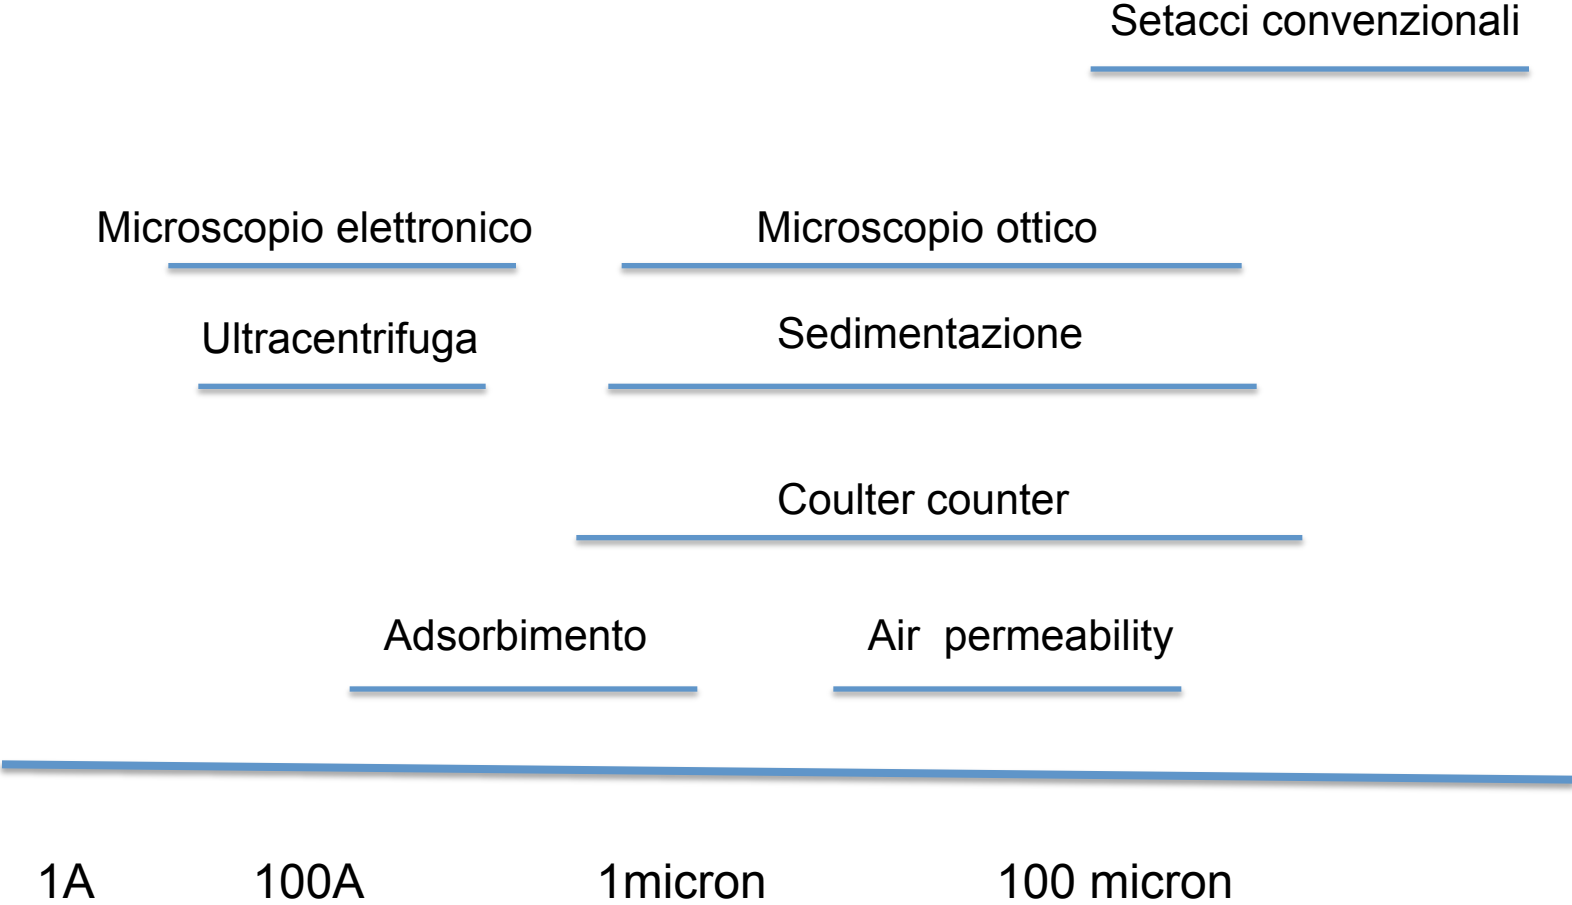 Setacci convenzionali
Microscopio elettronico
Microscopio ottico
Ultracentrifuga
Sedimentazione
Coulter counter
Adsorbimento
Air permeability
1A
100A
1micron
100 micron